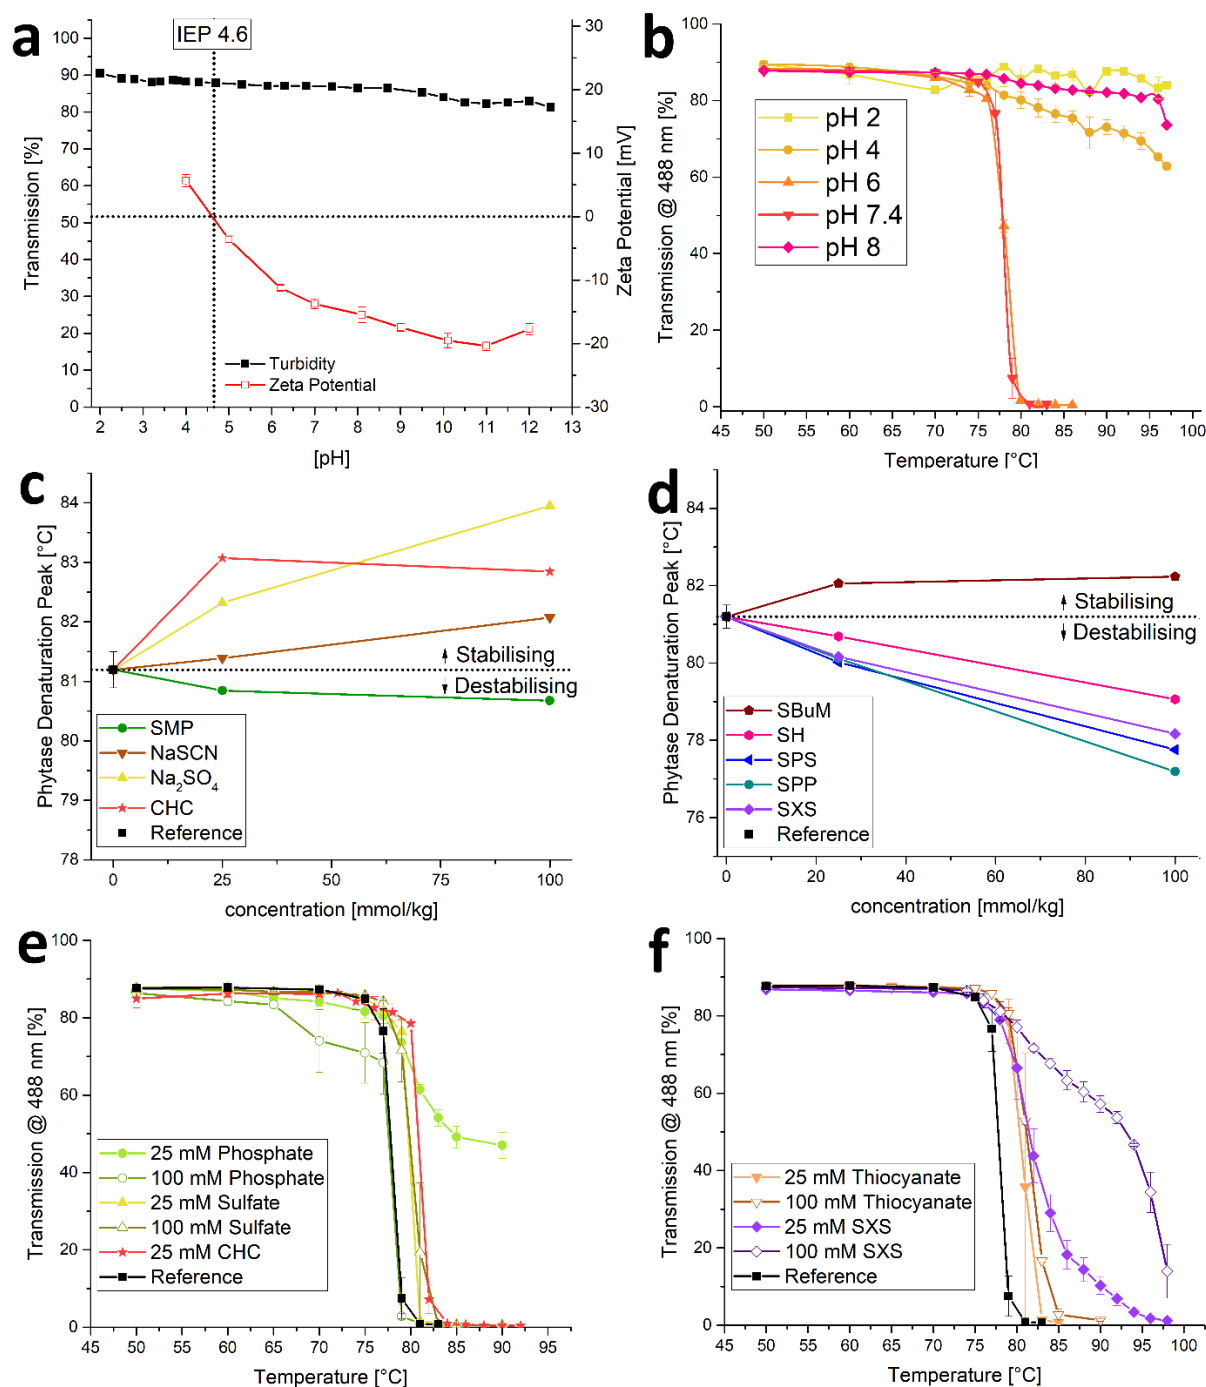 a
IEP 4.6
Transmission [%]
100
90
80
70
60
50
40
30
20
10
0
20
10
0
-10
-20
-30
Zeta Potential [mV]
Turbidity
Zeta Potential
2 3 4 5 6 7 8 9 10 11 12 13
[pH]
b
Transmission @ 488 nm [%]
100
80
60
40
20
0
pH 2
pH 4
pH 6
pH 7.4
pH 8
45 50 55 60 65 70 75 80 85 90 95 100
Temperature [°C]
c
Phytase Denaturation Peak [°C]
84
83
82
81
80
79
78
Stabilising
Destabilising
SMP
NaSCN
Na₂SO₄
CHC
Reference
0 25 50 75 100
concentration [mmol/kg]
d
Phytase Denaturation Peak [°C]
84
82
80
78
76
Stabilising
Destabilising
SBuM
SH
SPS
SPP
SXS
Reference
0 20 40 60 80 100
concentration [mmol/kg]
e
Transmission @ 488 nm [%]
100
80
60
40
20
0
25 mM Phosphate
100 mM Phosphate
25 mM Sulfate
100 mM Sulfate
25 mM CHC
Reference
45 50 55 60 65 70 75 80 85 90 95
Temperature [°C]
f
Transmission @ 488 nm [%]
100
80
60
40
20
0
25 mM Thiocyanate
100 mM Thiocyanate
25 mM SXS
100 mM SXS
Reference
45 50 55 60 65 70 75 80 85 90 95 100
Temperature [°C]